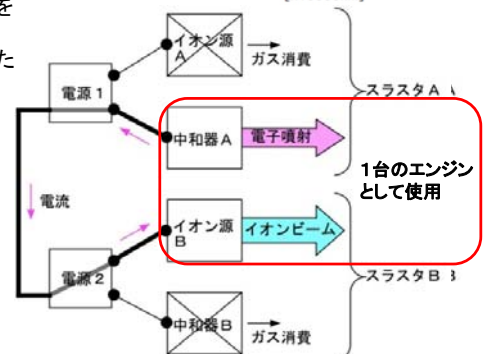 を
た
イオン源
A
ガス消費
電源1
スラスタA A
中和器A
電子噴射
1台のエンジン
として使用
電流
イオン源
B
イオンビーム
電源2
スラスタB B
中和器B
ガス消費